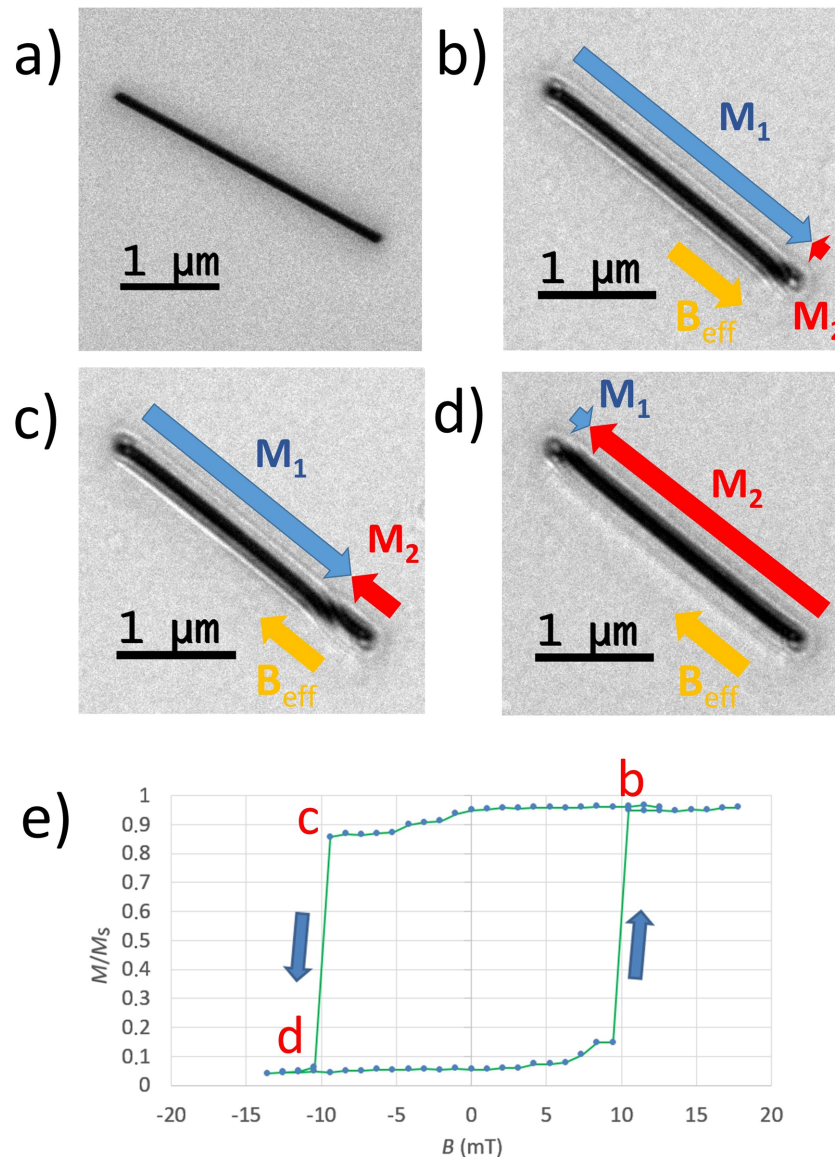 a)
1 µm
b)
M1
1 µm
Beff
M2
c)
M1
M2
1 µm
Beff
d)
M1
M2
1 µm
Beff
e)
b
c
d
1
0.9
0.8
0.7
0.6
0.5
0.4
0.3
0.2
0.1
0
M/Ms
-20 -15 -10 -5 0 5 10 15 20
B (mT)